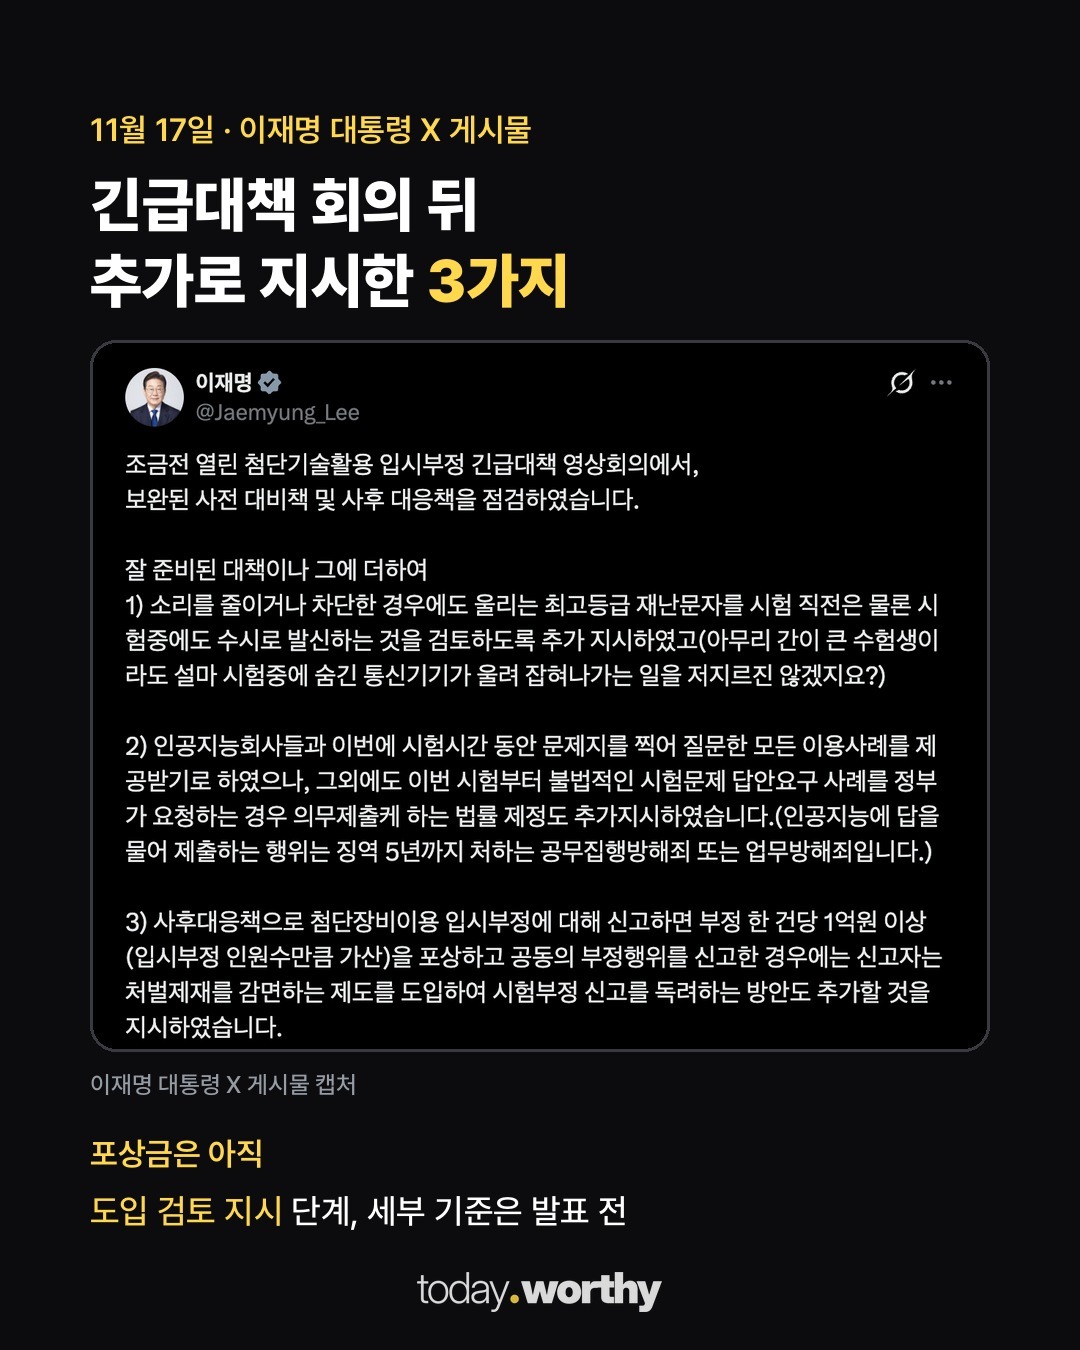 11월 17일 · 이재명 대통령 X 게시물
긴급대책 회의 뒤
추가로 지시한 3가지
이재명
@Jaemyung_Lee
조금전 열린 첨단기술활용 입시부정 긴급대책 영상회의에서,
보완된 사전 대비책 및 사후 대응책을 점검하였습니다.
잘 준비된 대책이나 그에 더하여
1) 소리를 줄이거나 차단한 경우에도 울리는 최고등급 재난문자를 시험 직전은 물론 시
험중에도 수시로 발신하는 것을 검토하도록 추가 지시하였고(아무리 간이 큰 수험생이
라도 설마 시험중에 숨긴 통신기기가 울려 잡혀나가는 일을 저지르진 않겠지요?)
2) 인공지능회사들과 이번에 시험시간 동안 문제지를 찍어 질문한 모든 이용사례를 제
공받기로 하였으나, 그외에도 이번 시험부터 불법적인 시험문제 답안요구 사례를 정부
가 요청하는 경우 의무제출케 하는 법률 제정도 추가지시하였습니다.(인공지능에 답을
물어 제출하는 행위는 징역 5년까지 처하는 공무집행방해죄 또는 업무방해죄입니다.)
3) 사후대응책으로 첨단장비이용 입시부정에 대해 신고하면 부정 한 건당 1억원 이상
(입시부정 인원수만큼 가산)을 포상하고 공동의 부정행위를 신고한 경우에는 신고자는
처벌제재를 감면하는 제도를 도입하여 시험부정 신고를 독려하는 방안도 추가할 것을
지시하였습니다.
이재명 대통령 X 게시물 캡처
포상금은 아직
도입 검토 지시 단계, 세부 기준은 발표 전
today.worthy